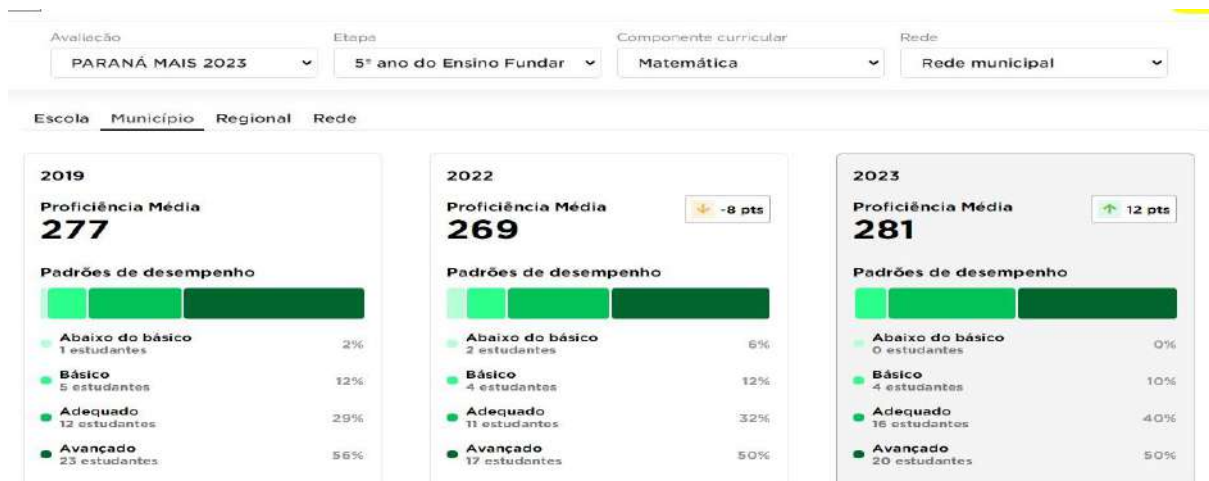 Avaliação Etapa Componente curricular Rede
PARANÁ MAIS 2023 5º ano do Ensino Fundar Matemática Rede municipal
Escola Município Regional Rede
2019
Proficiência Média
277
Padrões de desempenho
Abaixo do básico
1 estudantes
2%
Básico
5 estudantes
12%
Adequado
12 estudantes
29%
Avançado
23 estudantes
56%
2022
Proficiência Média
-8 pts
269
Padrões de desempenho
Abaixo do básico
2 estudantes
6%
Básico
4 estudantes
12%
Adequado
11 estudantes
32%
Avançado
17 estudantes
50%
2023
Proficiência Média
12 pts
281
Padrões de desempenho
Abaixo do básico
0 estudantes
0%
Básico
4 estudantes
10%
Adequado
16 estudantes
40%
Avançado
20 estudantes
50%